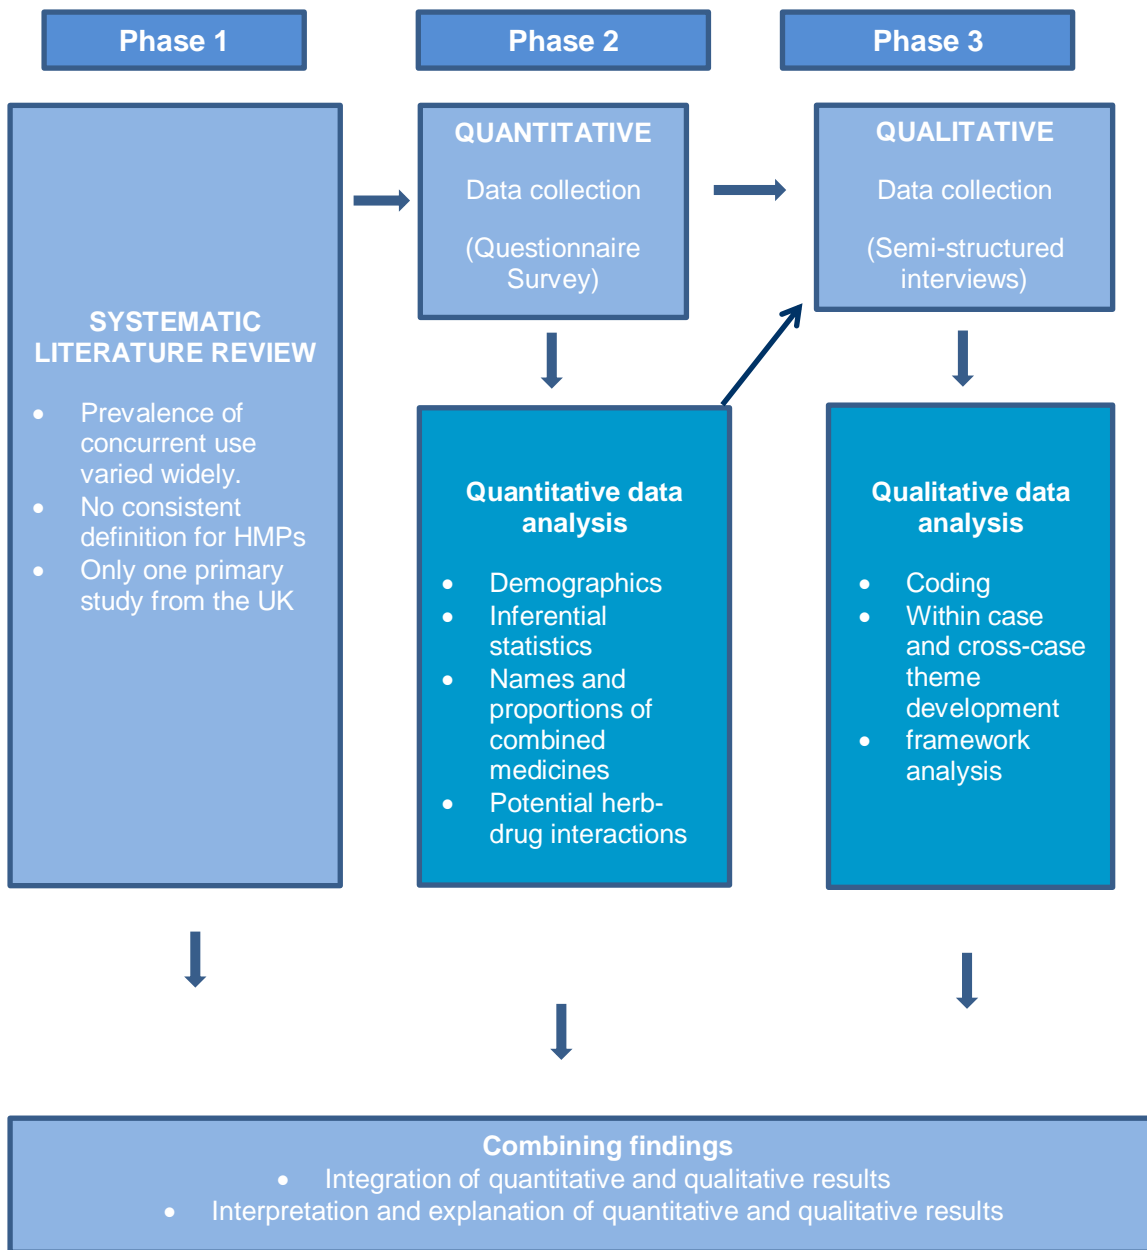 Phase 1
Phase 2
Phase 3
SYSTEMATIC
LITERATURE REVIEW
• Prevalence of
concurrent use
varied widely.
• No consistent
definition for HMPs
• Only one primary
study from the UK
QUANTITATIVE
Data collection
(Questionnaire
Survey)
Quantitative data
analysis
• Demographics
• Inferential
statistics
• Names and
proportions of
combined
medicines
• Potential herb-
drug interactions
QUALITATIVE
Data collection
(Semi-structured
interviews)
Qualitative data
analysis
• Coding
• Within case
and cross-case
theme
development
• framework
analysis
Combining findings
• Integration of quantitative and qualitative results
• Interpretation and explanation of quantitative and qualitative results